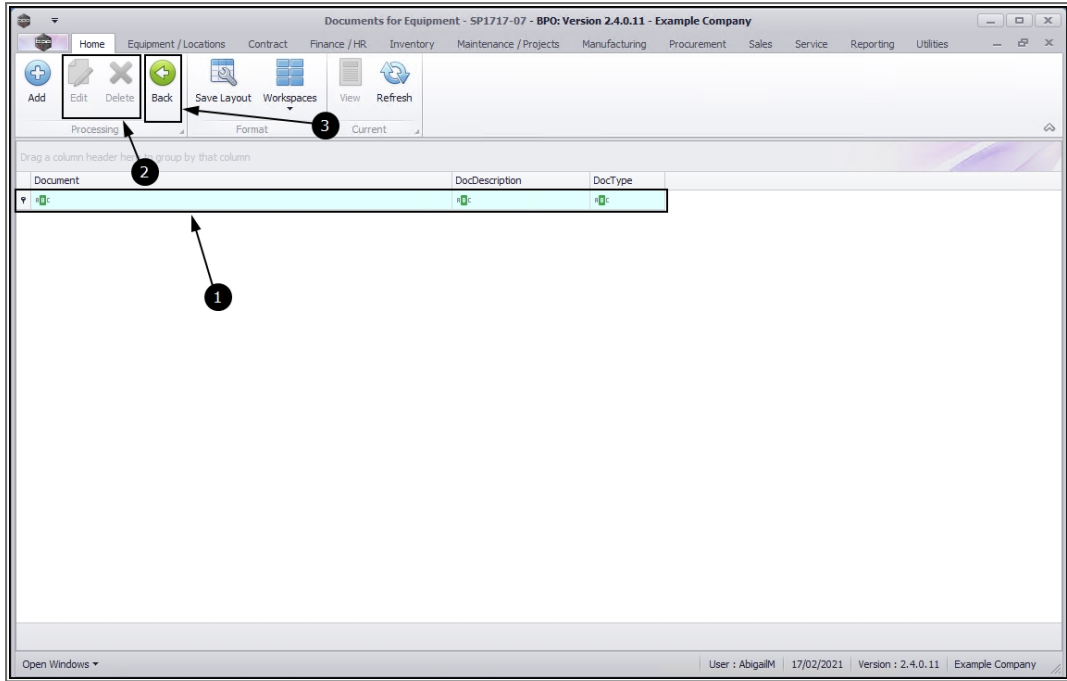 Documents for Equipment - SP1717-07 - BPO: Version 2.4.0.11 - Example Company
Home Equipment / Locations Contract Finance / HR Inventory Maintenance / Projects Manufacturing Procurement Sales Service Reporting Utilities
Add Edit Delete Back Save Layout Workspaces View Refresh
Processing Format Current
3
Drag a column header here to group by that column
2
Document DocDescription DocType
1
Open Windows User : AbigailM 17/02/2021 Version : 2.4.0.11 Example Company